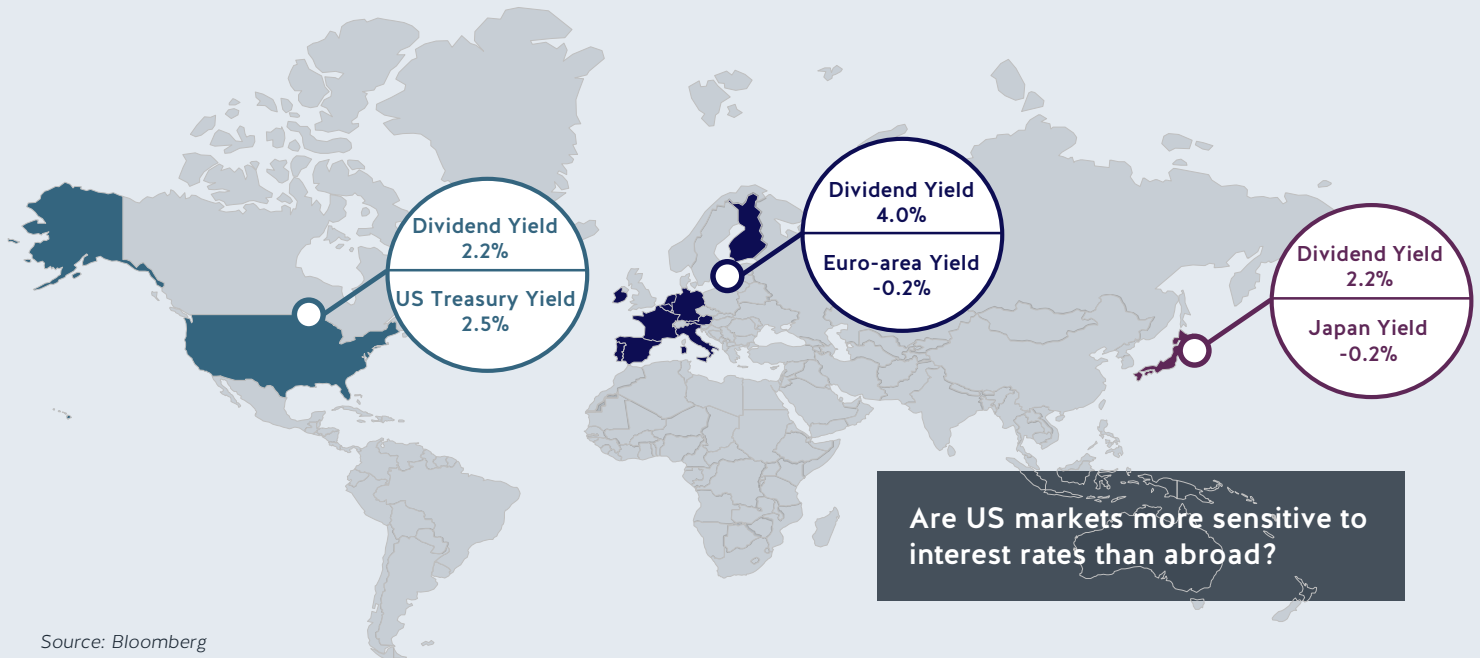 Dividend Yield
2.2%
US Treasury Yield
2.5%
Dividend Yield
4.0%
Euro-area Yield
-0.2%
Dividend Yield
2.2%
Japan Yield
-0.2%
Are US markets more sensitive to
interest rates than abroad?
Source: Bloomberg